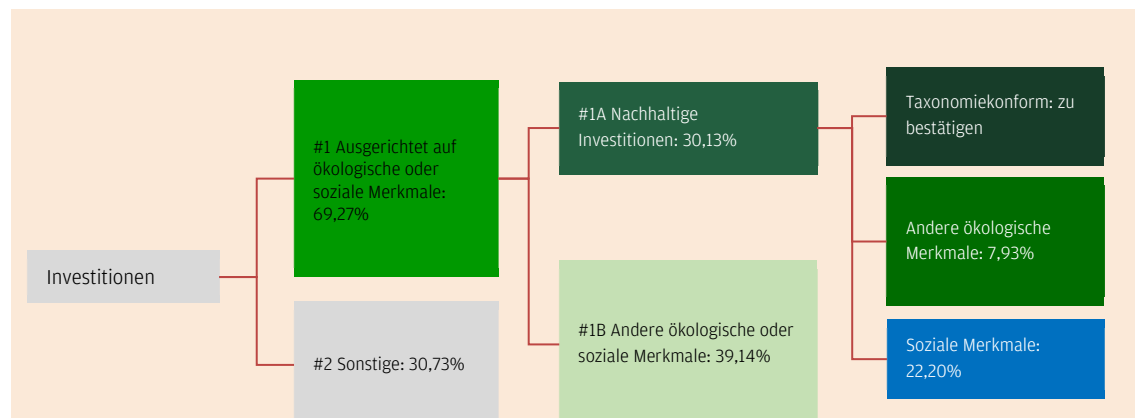 Investitionen
#1 Ausgerichtet auf
ökologische oder
soziale Merkmale:
69,27%
#2 Sonstige: 30,73%
#1A Nachhaltige
Investitionen: 30,13%
#1B Andere ökologische oder
soziale Merkmale: 39,14%
Taxonomiekonform: zu
bestätigen
Andere ökologische
Merkmale: 7,93%
Soziale Merkmale:
22,20%